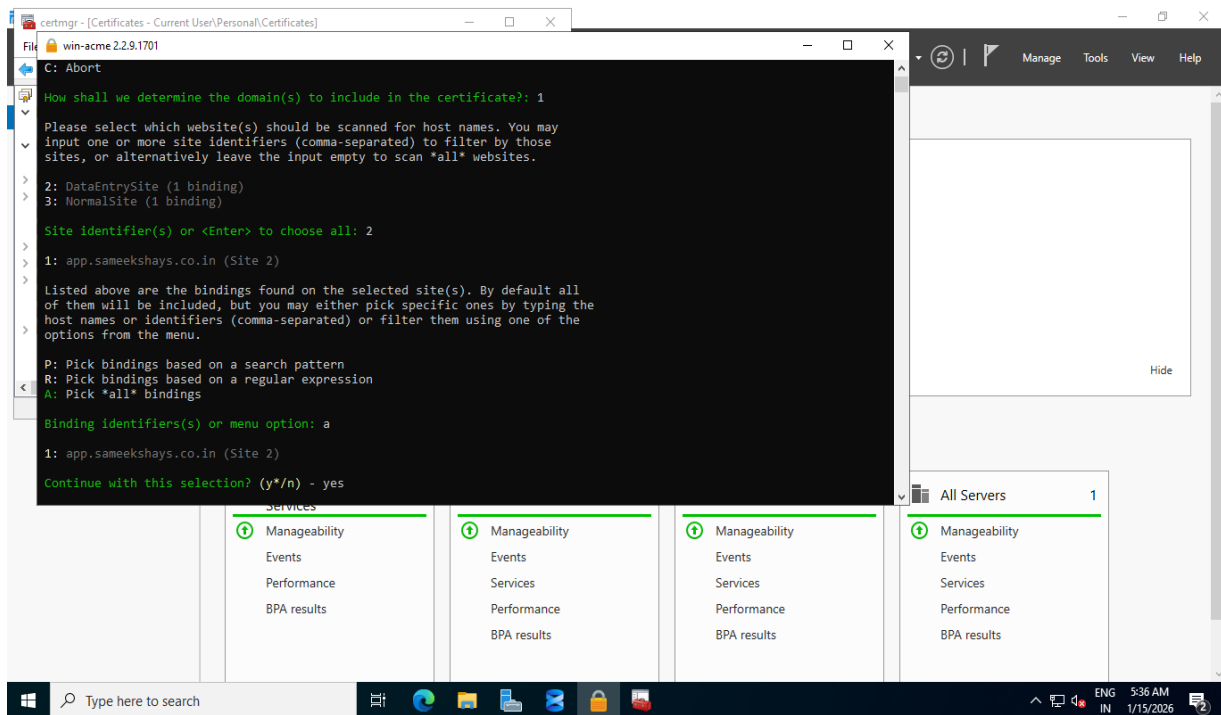 certmgr - [Certificates - Current User\Personal\Certificates]
win-acme 2.2.9.1701
Manage Tools View Help
C: Abort
How shall we determine the domain(s) to include in the certificate?: 1
Please select which website(s) should be scanned for host names. You may
input one or more site identifiers (comma-separated) to filter by those
sites, or alternatively leave the input empty to scan *all* websites.
2: DataEntrySite (1 binding)
3: NormalSite (1 binding)
Site identifier(s) or <Enter> to choose all: 2
1: app.sameekshays.co.in (Site 2)
Listed above are the bindings found on the selected site(s). By default all
of them will be included, but you may either pick specific ones by typing the
host names or identifiers (comma-separated) or filter them using one of the
options from the menu.
P: Pick bindings based on a search pattern
R: Pick bindings based on a regular expression
A: Pick *all* bindings
Binding identifiers(s) or menu option: a
1: app.sameekshays.co.in (Site 2)
Continue with this selection? (y*/n) - yes
Hide
Services
Manageability
Events
Performance
BPA results
Manageability
Events
Services
Performance
BPA results
Manageability
Events
Services
Performance
BPA results
All Servers 1
Manageability
Events
Services
Performance
BPA results
Type here to search
ENG
IN
5:36 AM
1/15/2026
2